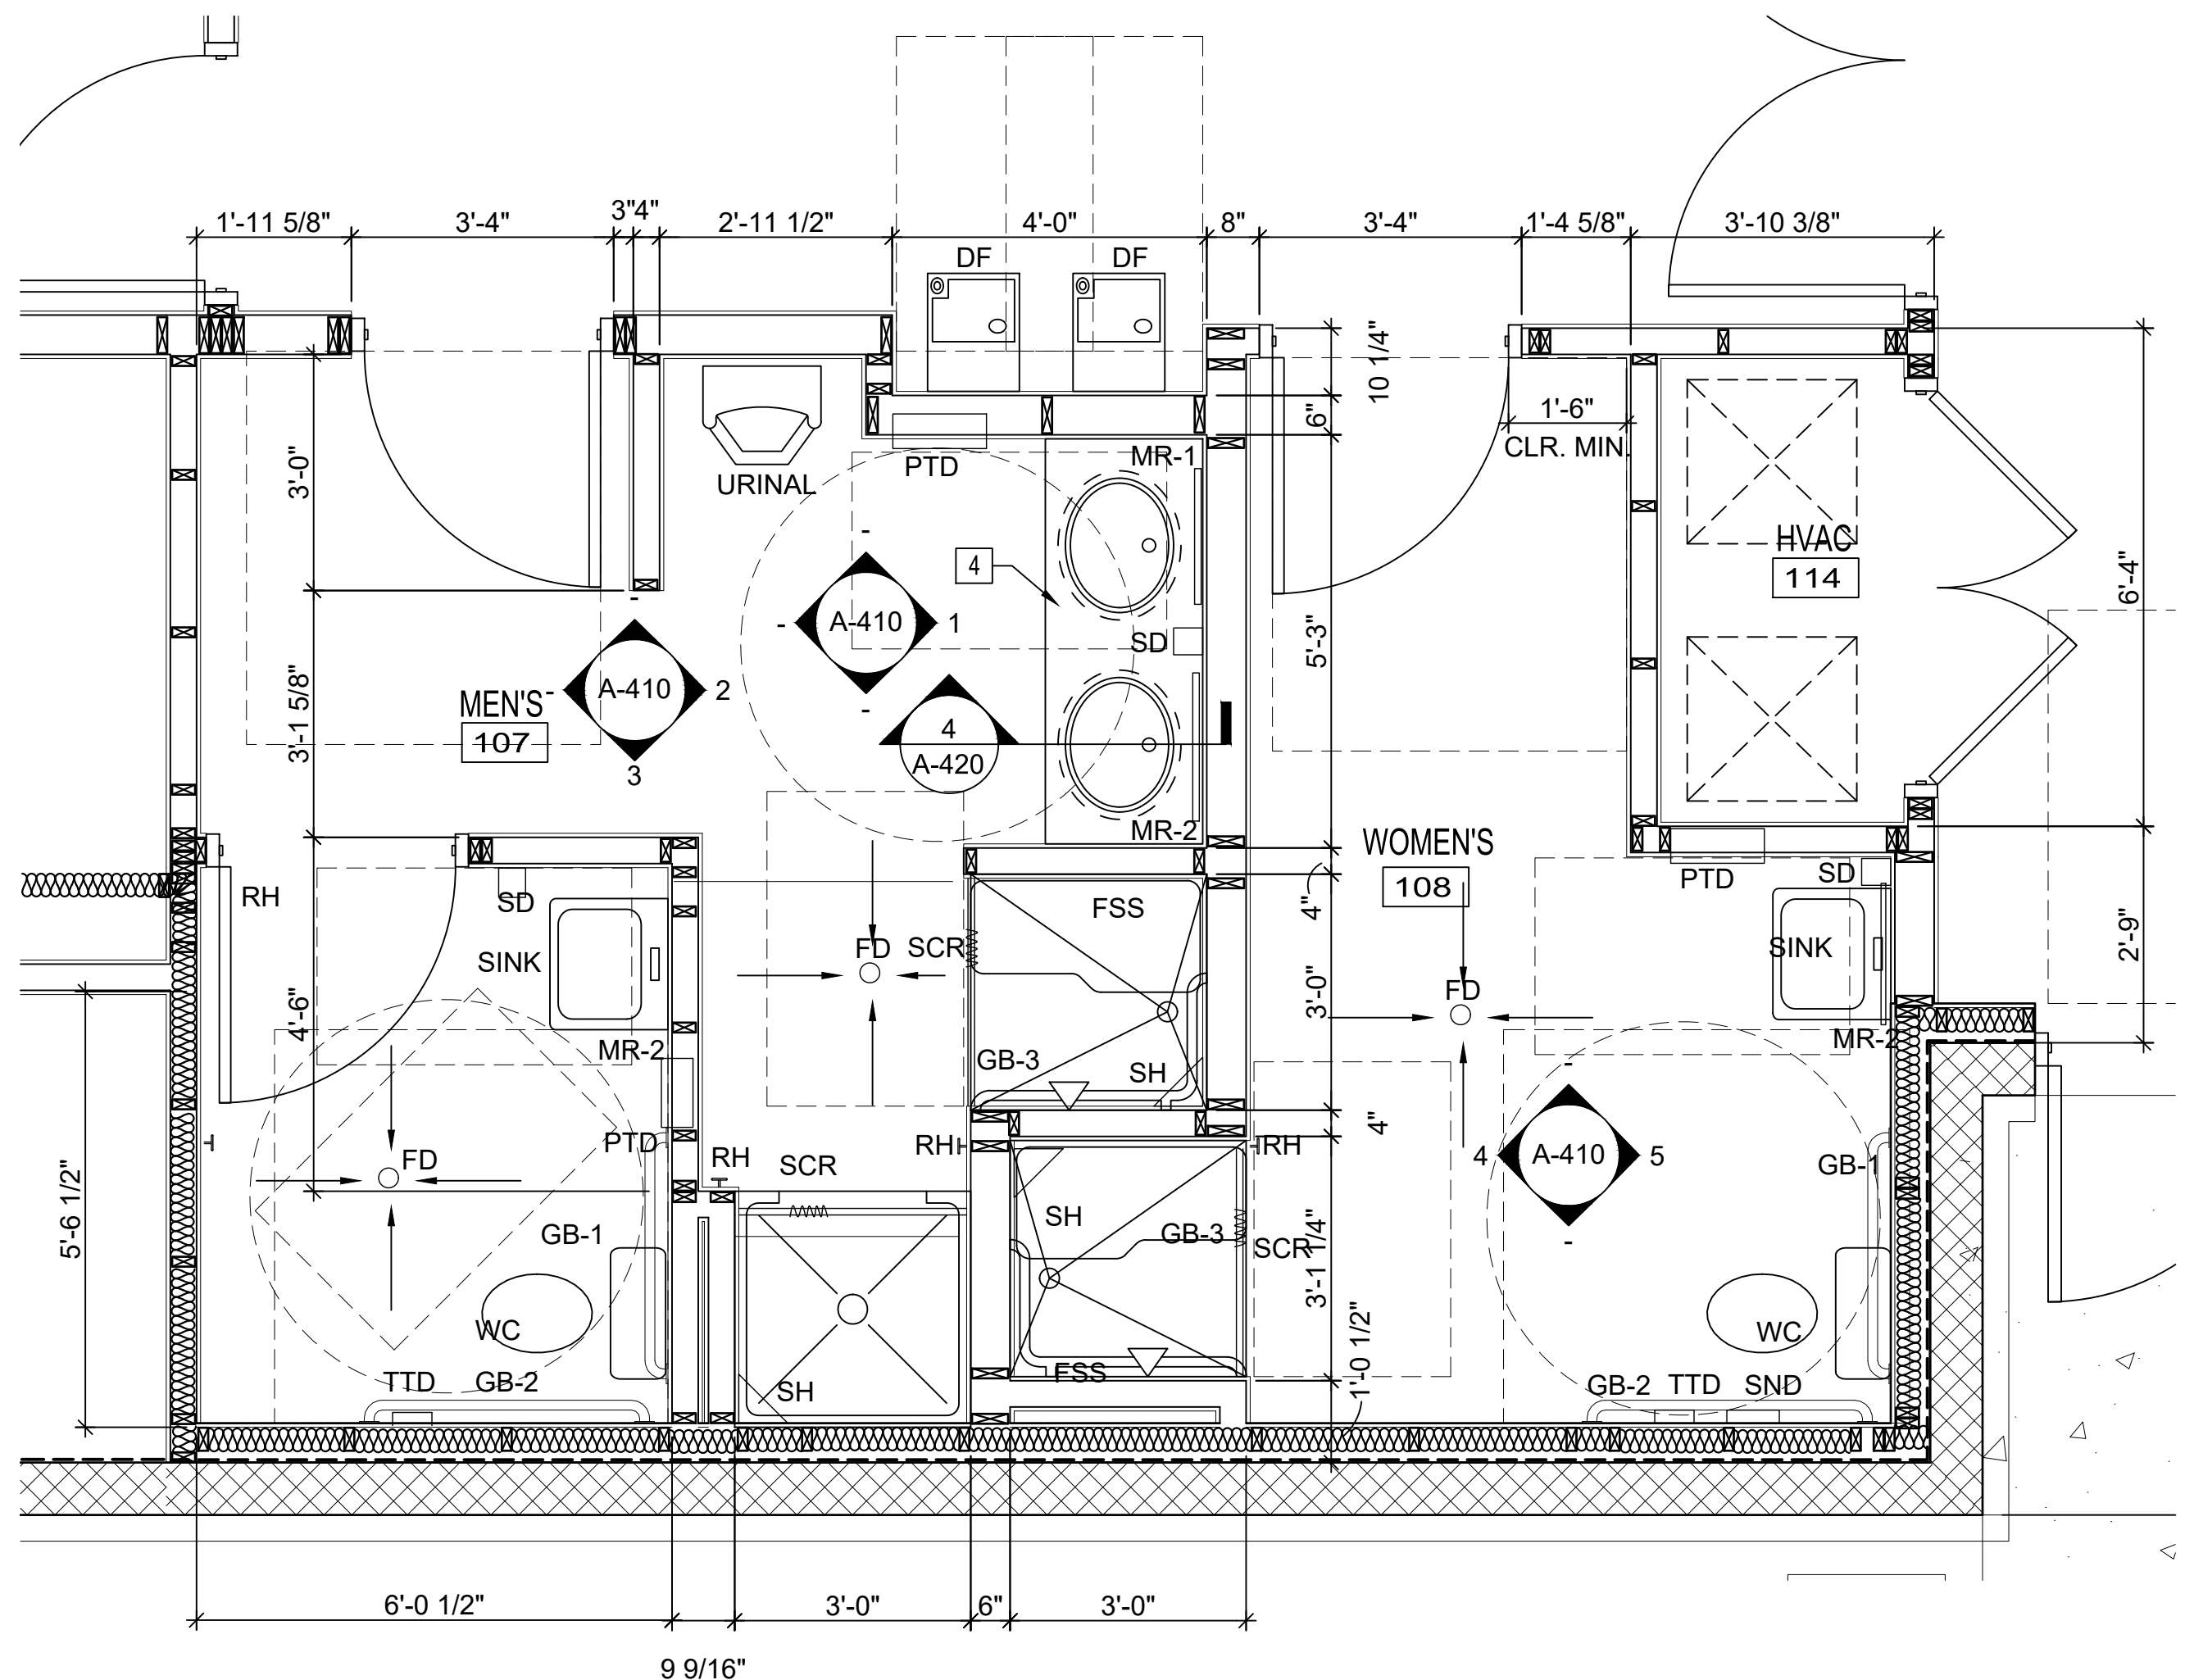 1'-11 5/8"
3'-4"
3"
4"
2'-11 1/2"
4'-0"
8"
3'-4"
1'-4 5/8"
3'-10 3/8"
DF
DF
10 1/4"
6"
1'-6"
CLR. MIN.
3'-0"
URINAL
PTD
MR-1
4
HVAC
114
6'-4"
-
-
A-410
1
-
SD
5'-3"
-
-
A-410
2
3
MEN'S
107
3'-1 5/8"
4
A-420
MR-2
WOMEN'S
108
RH
SD
SINK
FSS
4"
PTD
SD
SINK
2'-9"
FD
SCR
3'-0"
FD
4'-6"
MR-2
GB-3
SH
MR-2
4"
-
4
A-410
5
-
PTD
FD
RH
SCR
RH
RH
GB-1
5'-6 1/2"
GB-1
SH
GB-3
SCR
3'-1 1/4"
WC
WC
1'-0 1/2"
TTD
GB-2
SH
FSS
GB-2
TTD
SND
6'-0 1/2"
3'-0"
6"
3'-0"
9 9/16"